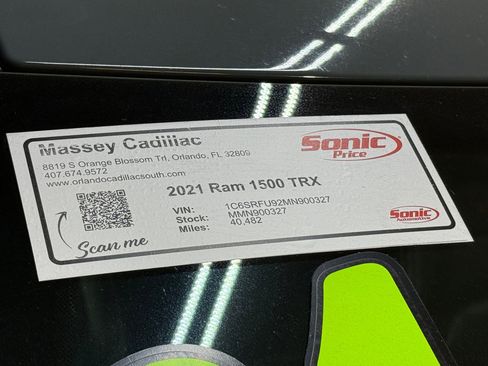 Massey Cadillac
8819 S Orange Blossom Trl, Orlando, FL 32809
407.674.9572
www.orlandocadillacsouth.com
Sonic
Price
2021 Ram 1500 TRX
VIN: 1C6SRFU92MN900327
Stock: MMN900327
Miles: 40,482
Scan me
Sonic
Automotive